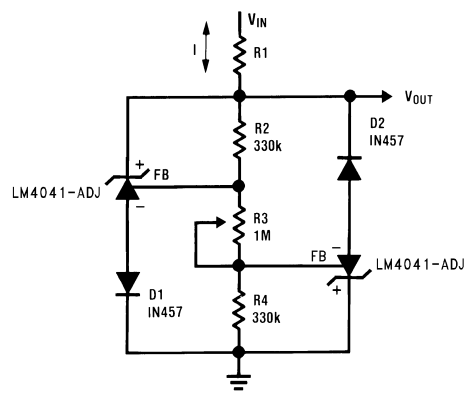 VIN
I
R1
VOUT
R2
330k
D2
IN457
+
FB
LM4041-ADJ
−
R3
1M
FB
−
LM4041-ADJ
+
D1
IN457
R4
330k